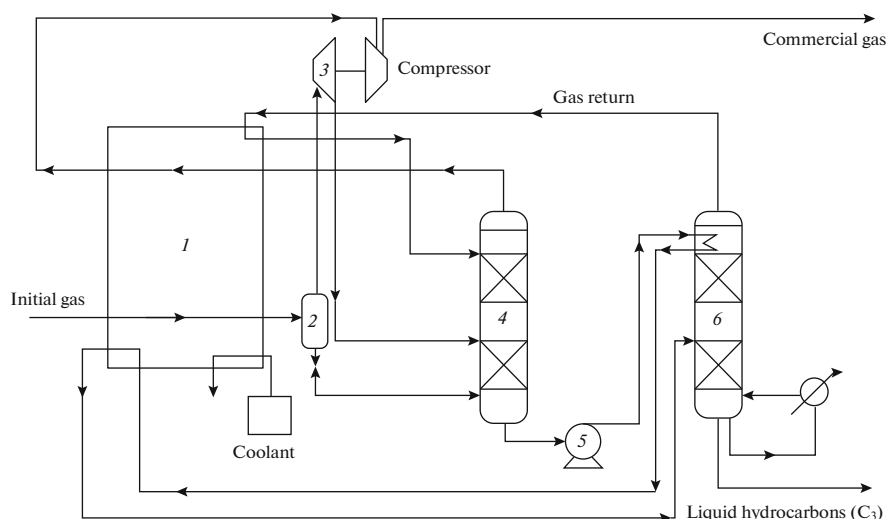 Commercial gas
3
Compressor
Gas return
1
Initial gas
2
4
6
5
Coolant
Liquid hydrocarbons (C₃)